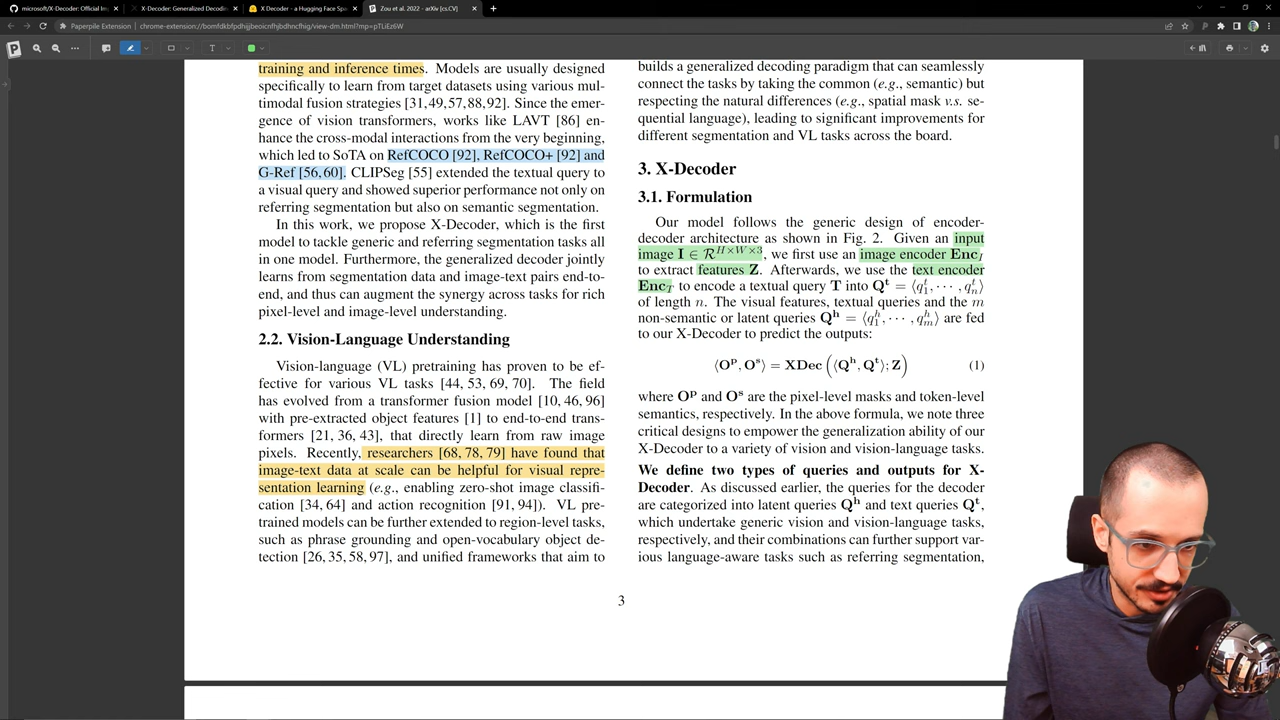 microsoft/X-Decoder: Official Im
X-Decoder: Generalized Decodin
X Decoder - a Hugging Face Spa
Zou et al. 2022 - arXiv [cs.CV]
Paperpile Extension
training and inference times. Models are usually designed
specifically to learn from target datasets using various mul-
timodal fusion strategies [31,49,57,88,92]. Since the emer-
gence of vision transformers, works like LAVT [86] en-
hance the cross-modal interactions from the very beginning,
which led to SoTA on RefCOCO [92], RefCOCO+ [92] and
G-Ref [56,60]. CLIPSeg [55] extended the textual query to
a visual query and showed superior performance not only on
referring segmentation but also on semantic segmentation.
In this work, we propose X-Decoder, which is the first
model to tackle generic and referring segmentation tasks all
in one model. Furthermore, the generalized decoder jointly
learns from segmentation data and image-text pairs end-to-
end, and thus can augment the synergy across tasks for rich
pixel-level and image-level understanding.
2.2. Vision-Language Understanding
Vision-language (VL) pretraining has proven to be ef-
fective for various VL tasks [44, 53, 69, 70]. The field
has evolved from a transformer fusion model [10, 46, 96]
with pre-extracted object features [1] to end-to-end trans-
formers [21, 36, 43], that directly learn from raw image
pixels. Recently, researchers [68, 78, 79] have found that
image-text data at scale can be helpful for visual repre-
sentation learning (e.g., enabling zero-shot image classifi-
cation [34, 64] and action recognition [91, 94]). VL pre-
trained models can be further extended to region-level tasks,
such as phrase grounding and open-vocabulary object de-
tection [26, 35, 58, 97], and unified frameworks that aim to
builds a generalized decoding paradigm that can seamlessly
connect the tasks by taking the common (e.g., semantic) but
respecting the natural differences (e.g., spatial mask v.s. se-
quential language), leading to significant improvements for
different segmentation and VL tasks across the board.
3. X-Decoder
3.1. Formulation
Our model follows the generic design of encoder-
decoder architecture as shown in Fig. 2. Given an input
image I ∈ R^{H×W×3}, we first use an image encoder Enc_I
to extract features Z. Afterwards, we use the text encoder
Enc_T to encode a textual query T into Q^t = ⟨q_1^t, ··· , q_n^t⟩
of length n. The visual features, textual queries and the m
non-semantic or latent queries Q^h = ⟨q_1^h, ··· , q_m^h⟩ are fed
to our X-Decoder to predict the outputs:
⟨O^p, O^s⟩ = XDec (⟨Q^h, Q^t⟩; Z) (1)
where O^p and O^s are the pixel-level masks and token-level
semantics, respectively. In the above formula, we note three
critical designs to empower the generalization ability of our
X-Decoder to a variety of vision and vision-language tasks.
We define two types of queries and outputs for X-
Decoder. As discussed earlier, the queries for the decoder
are categorized into latent queries Q^h and text queries Q^t,
which undertake generic vision and vision-language tasks,
respectively, and their combinations can further support var-
ious language-aware tasks such as referring segmentation,
3